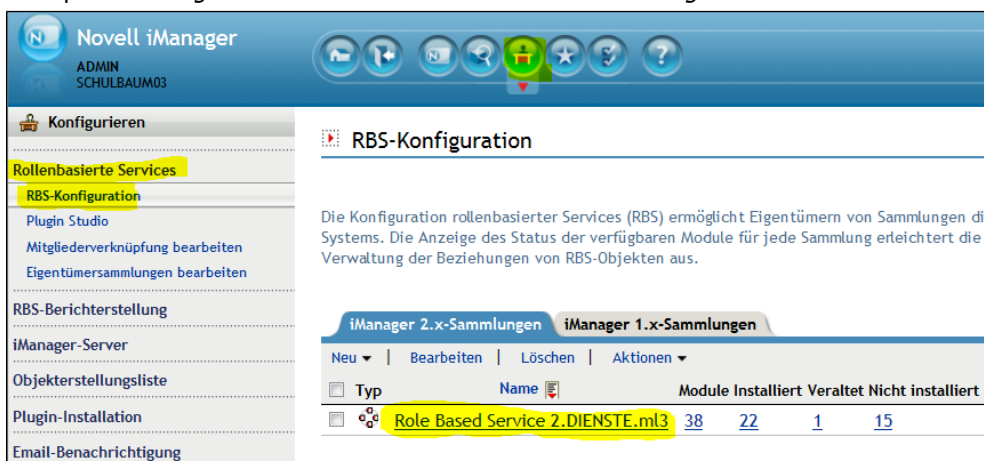 Novell iManager
ADMIN
SCHULBAUM03
Konfigurieren
Rollenbasierte Services
RBS-Konfiguration
Plugin Studio
Mitgliederverknüpfung bearbeiten
Eigentümersammlungen bearbeiten
RBS-Berichterstellung
iManager-Server
Objekterstellungsliste
Plugin-Installation
Email-Benachrichtigung
RBS-Konfiguration
Die Konfiguration rollenbasierter Services (RBS) ermöglicht Eigentümern von Sammlungen di
Systems. Die Anzeige des Status der verfügbaren Module für jede Sammlung erleichtert die
Verwaltung der Beziehungen von RBS-Objekten aus.
iManager 2.x-Sammlungen iManager 1.x-Sammlungen
Neu | Bearbeiten | Löschen | Aktionen
Typ Name Module Installiert Veraltet Nicht installiert
Role Based Service 2.DIENSTE.ml3 38 22 1 15